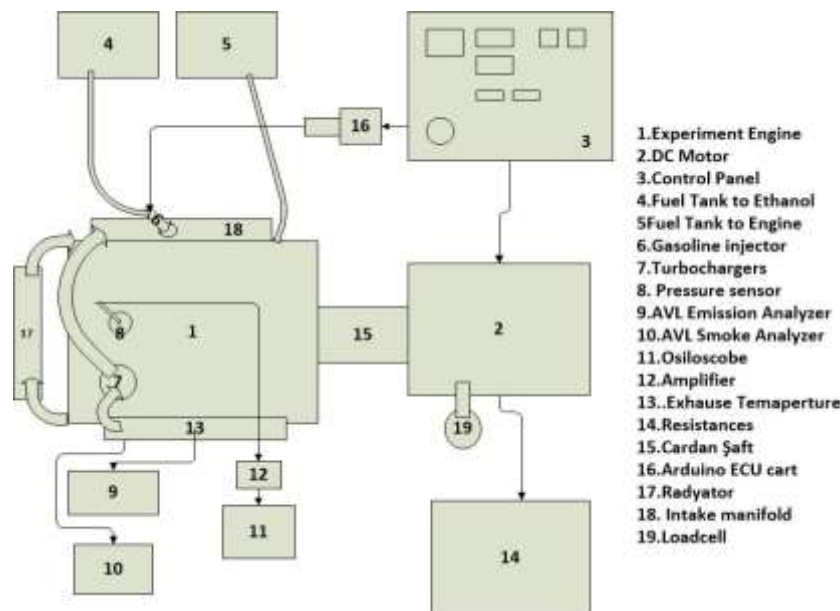 4
5
16
3
6
18
17
8
1
15
2
7
13
19
12
9
11
14
10
1.Experiment Engine
2.DC Motor
3.Control Panel
4.Fuel Tank to Ethanol
5Fuel Tank to Engine
6.Gasoline injector
7.Turbochargers
8. Pressure sensor
9.AVL Emission Analyzer
10.AVL Smoke Analyzer
11.Osiloscobe
12.Amplifier
13..Exhause Temaperture
14.Resistances
15.Cardan Şaft
16.Arduino ECU cart
17.Radyator
18. Intake manifold
19.Loadcell